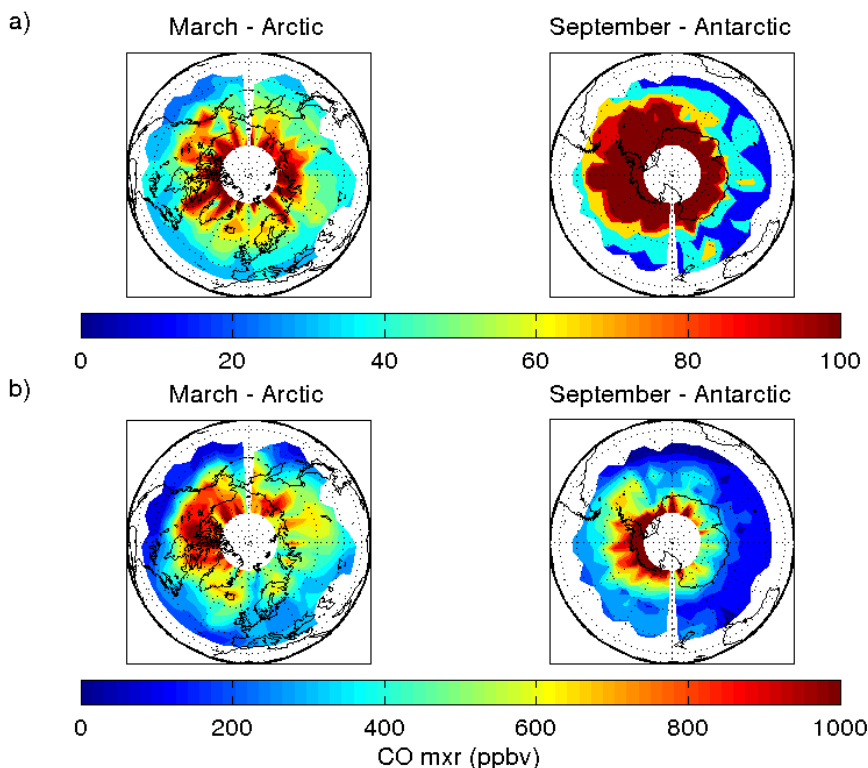 a)
March - Arctic
September - Antarctic
0 20 40 60 80 100
b)
March - Arctic
September - Antarctic
0 200 400 600 800 1000
CO mxr (ppbv)